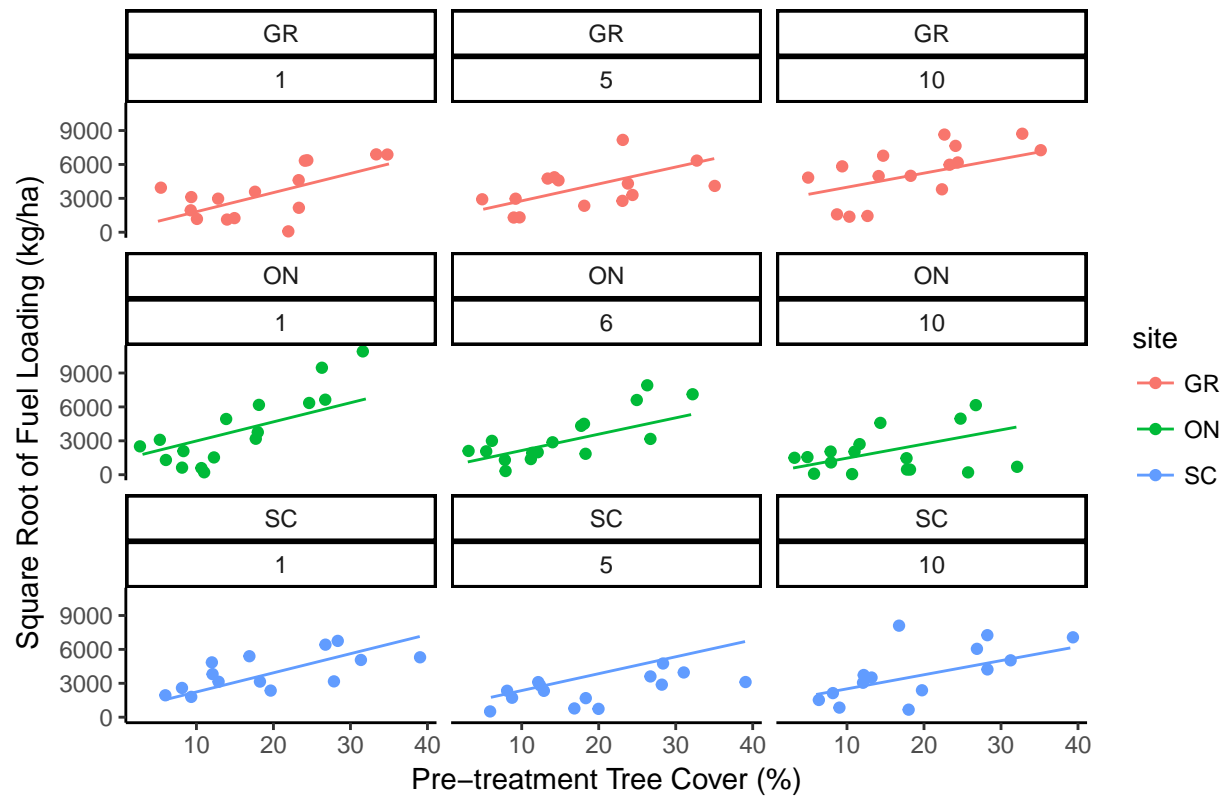 GR GR GR
1 5 10
9000
6000
3000
0
ON ON ON
1 6 10
9000
6000
3000
0
SC SC SC
1 5 10
9000
6000
3000
0
10 20 30 40 10 20 30 40 10 20 30 40
Pre−treatment Tree Cover (%)
Square Root of Fuel Loading (kg/ha)
site
GR
ON
SC